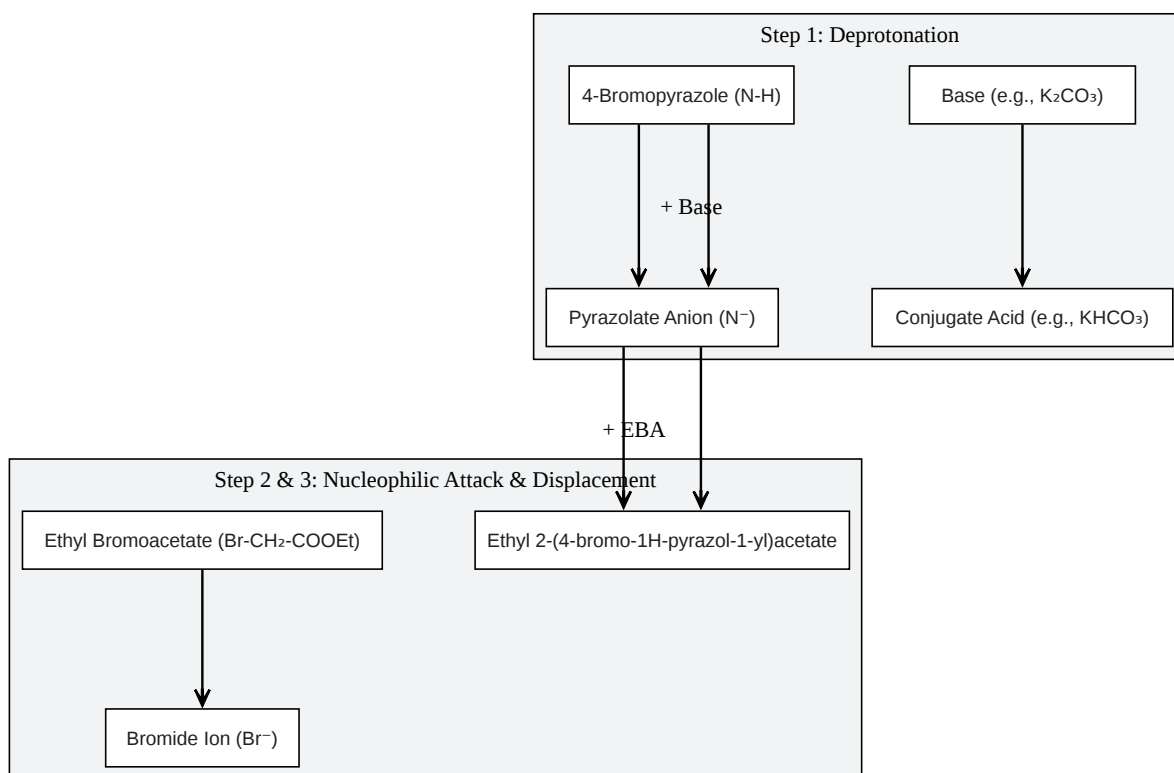 Step 1: Deprotonation
4-Bromopyrazole (N-H)
Base (e.g., K₂CO₃)
+ Base
Pyrazolate Anion (N⁻)
Conjugate Acid (e.g., KHCO₃)
+ EBA
Step 2 & 3: Nucleophilic Attack & Displacement
Ethyl Bromoacetate (Br-CH₂-COOEt)
Ethyl 2-(4-bromo-1H-pyrazol-1-yl)acetate
Bromide Ion (Br⁻)